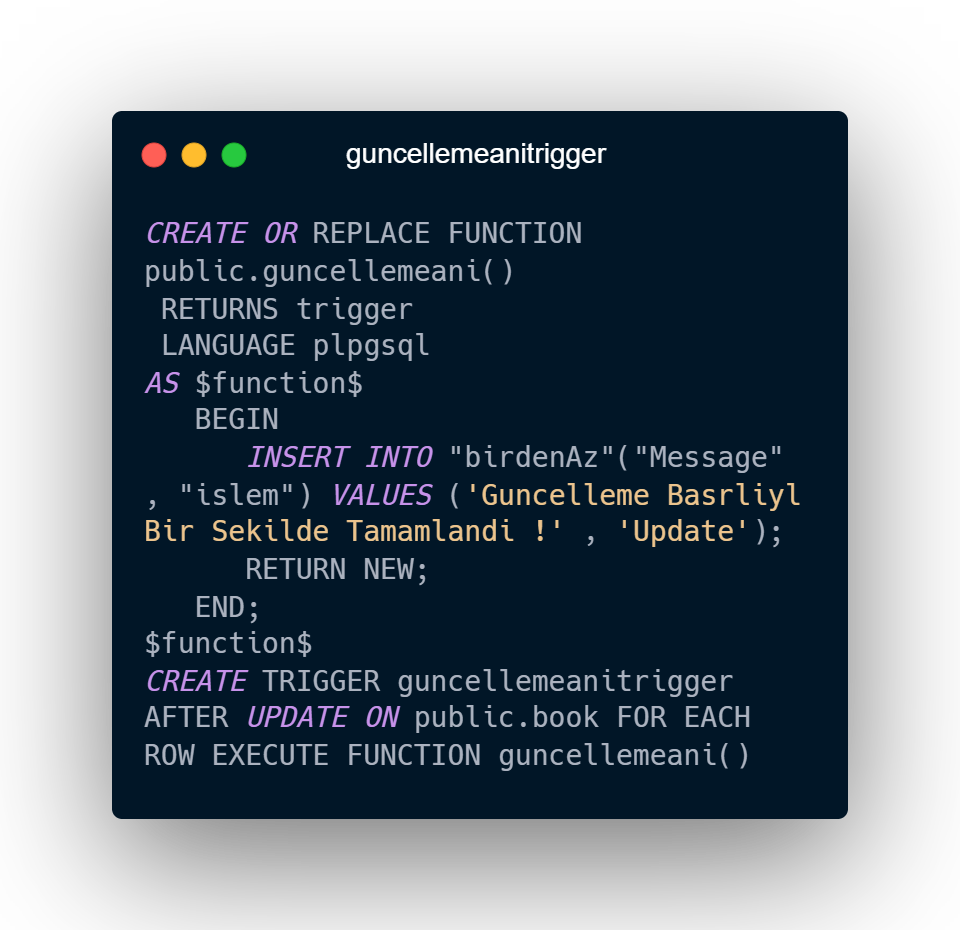 guncellemeanitrigger
CREATE OR REPLACE FUNCTION
public.guncellemeani()
 RETURNS trigger
 LANGUAGE plpgsql
AS $function$
   BEGIN
      INSERT INTO "birdenAz"("Message"
, "islem") VALUES ('Guncelleme Basrliyl
Bir Sekilde Tamamlandi !' , 'Update');
      RETURN NEW;
   END;
$function$
CREATE TRIGGER guncellemeanitrigger
AFTER UPDATE ON public.book FOR EACH
ROW EXECUTE FUNCTION guncellemeani()